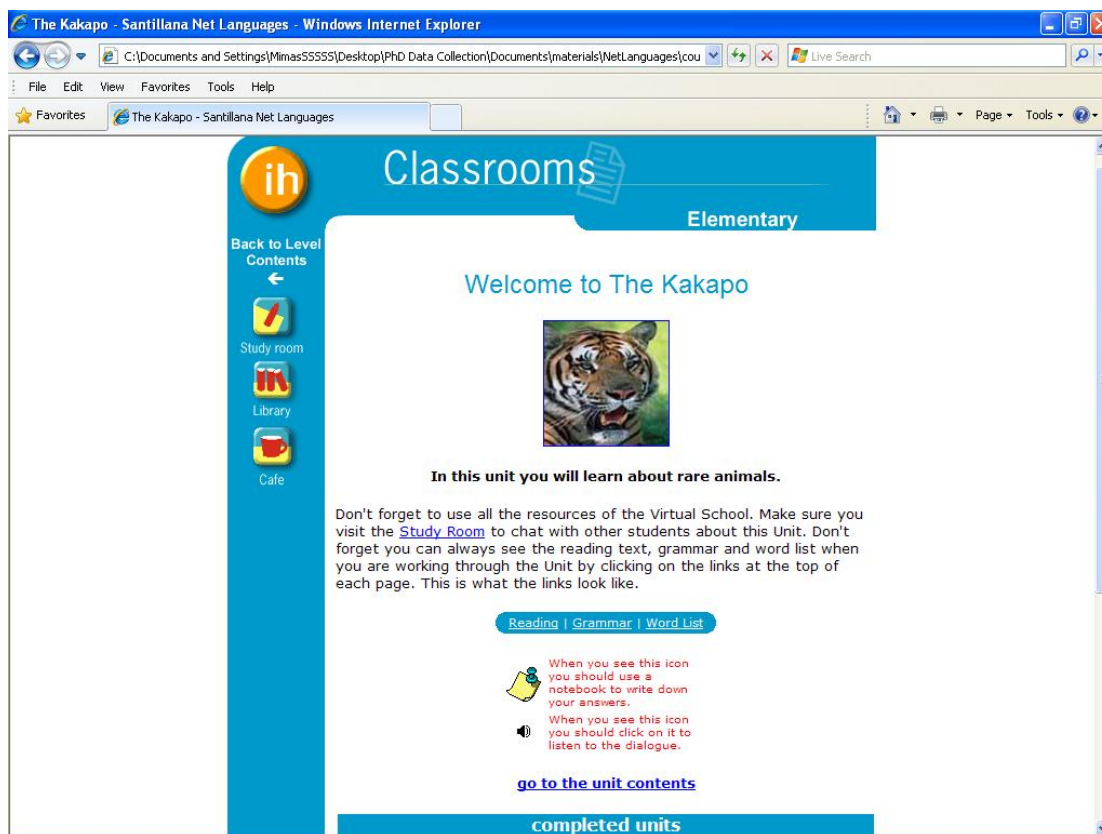 The Kakapo - Santillana Net Languages - Windows Internet Explorer
C:\Documents and Settings\MimasSSSSS\Desktop\PhD Data Collection\Documents\materials\NetLanguages\cou
Live Search
File Edit View Favorites Tools Help
Favorites
The Kakapo - Santillana Net Languages
Page
Tools
ih
Classrooms
Elementary
Back to Level
Contents
Study room
Library
Cafe
Welcome to The Kakapo
In this unit you will learn about rare animals.
Don't forget to use all the resources of the Virtual School. Make sure you
visit the Study Room to chat with other students about this Unit. Don't
forget you can always see the reading text, grammar and word list when
you are working through the Unit by clicking on the links at the top of
each page. This is what the links look like.
Reading | Grammar | Word List
When you see this icon
you should use a
notebook to write down
your answers.
When you see this icon
you should click on it to
listen to the dialogue.
go to the unit contents
completed units